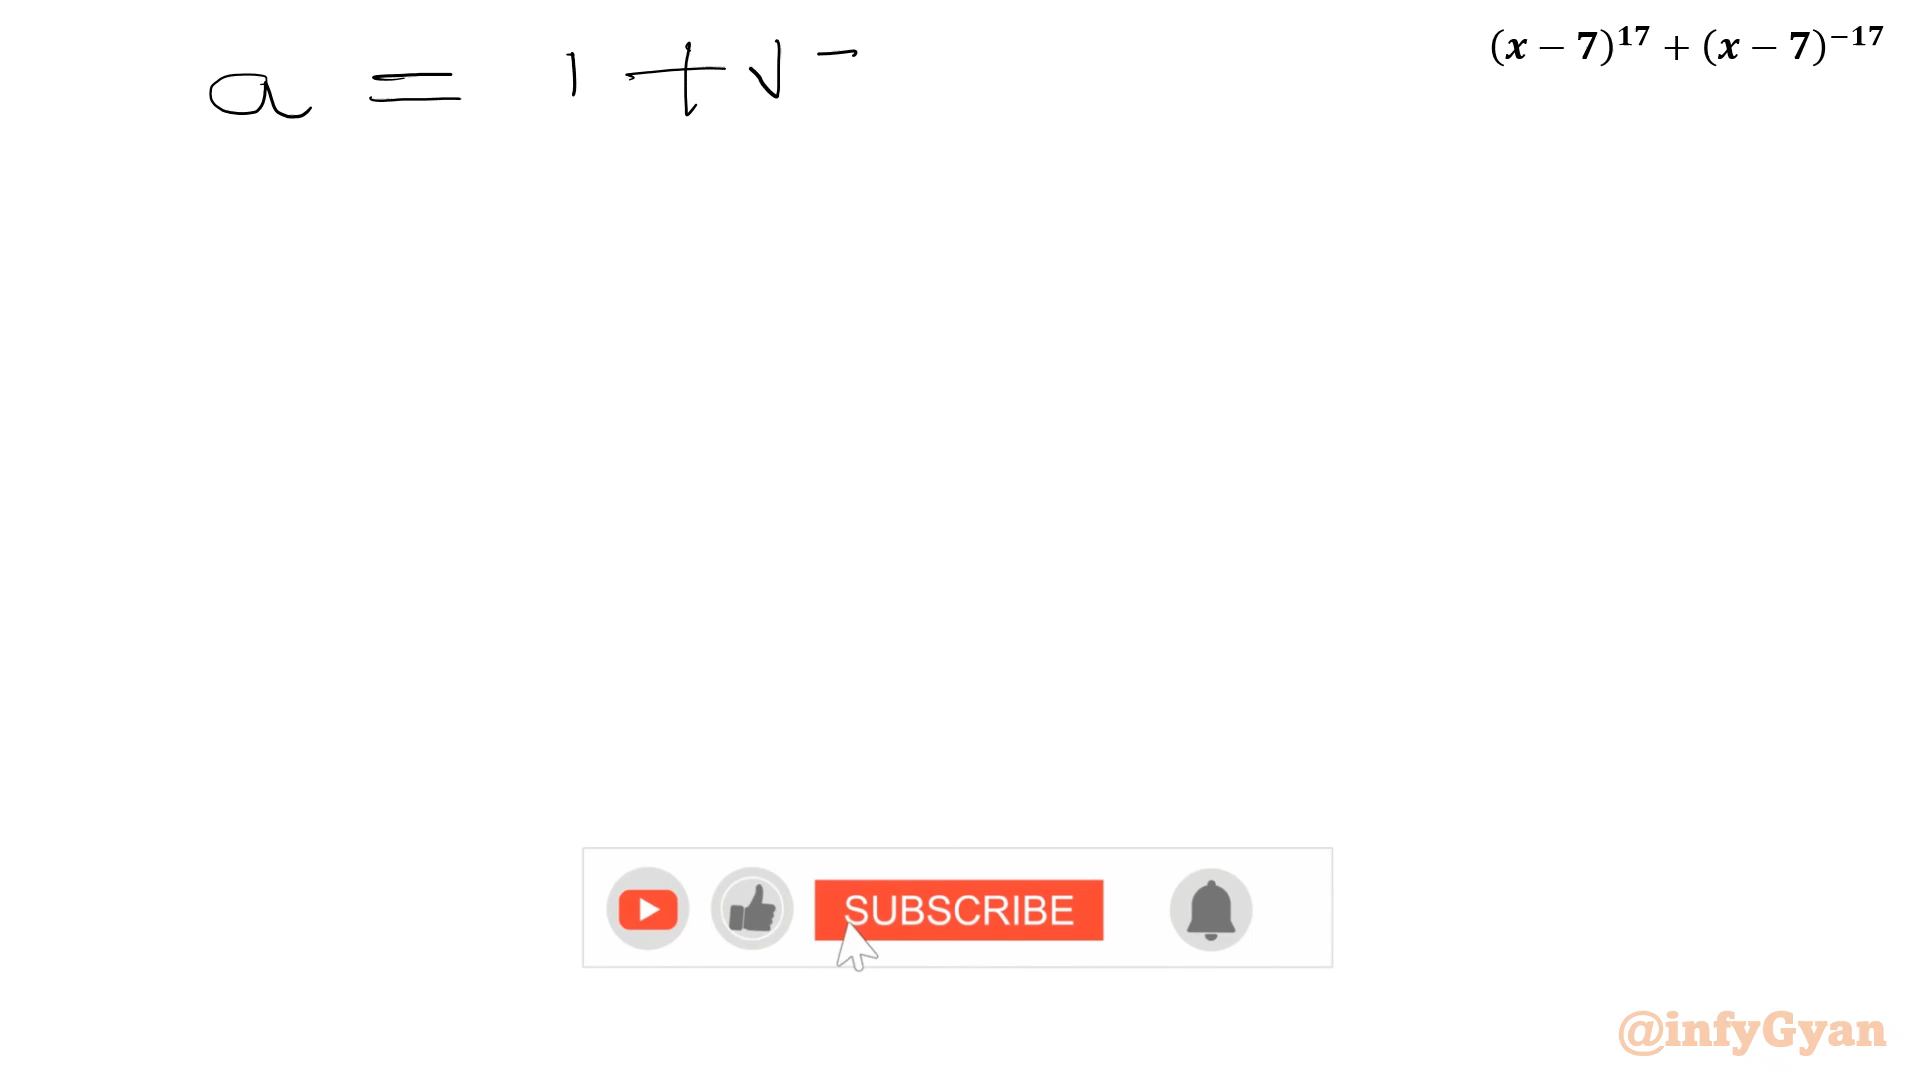 a = 1 + √
(x − 7)¹⁷ + (x − 7)⁻¹⁷
SUBSCRIBE
@infyGyan